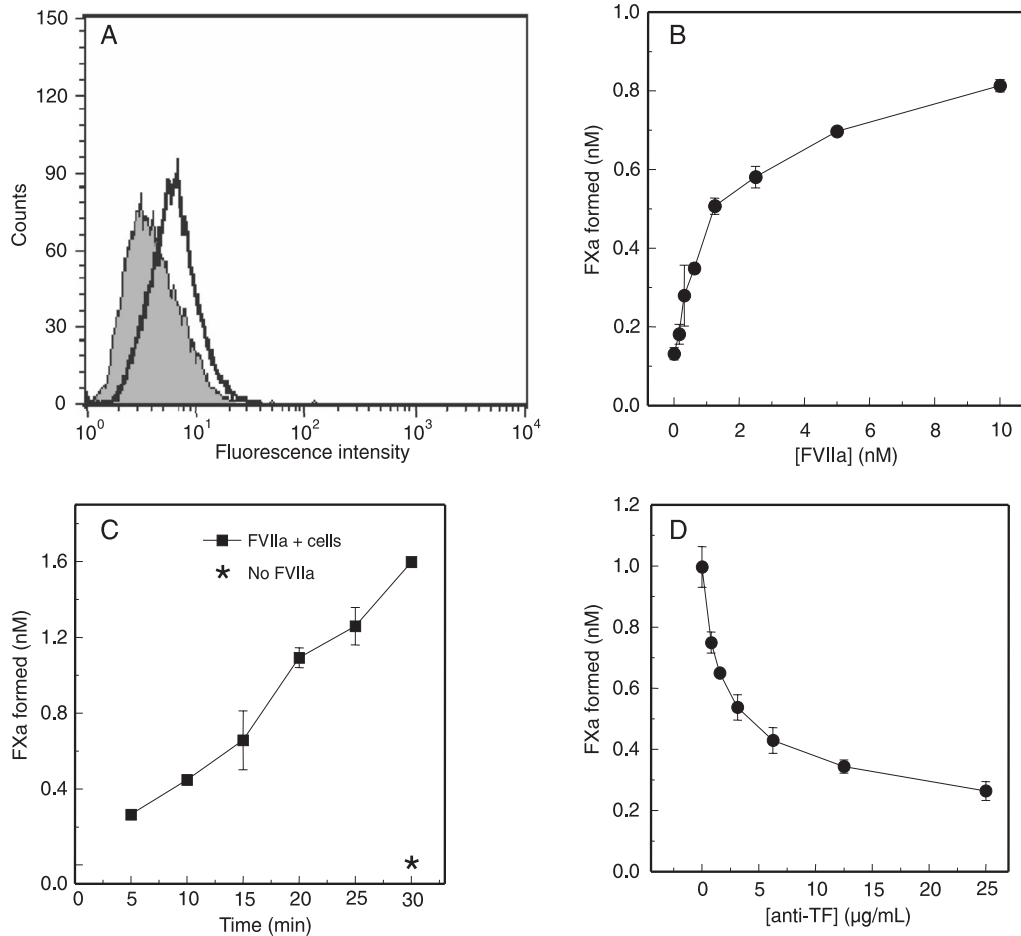 A
150
120
90
60
30
0
Counts
10^0 10^1 10^2 10^3 10^4
Fluorescence intensity
B
1.0
0.8
0.6
0.4
0.2
0.0
FXa formed (nM)
0 2 4 6 8 10
[FVIIa] (nM)
C
FVIIa + cells
No FVIIa
1.6
1.2
0.8
0.4
0.0
FXa formed (nM)
0 5 10 15 20 25 30
Time (min)
D
1.2
1.0
0.8
0.6
0.4
0.2
0.0
FXa formed (nM)
0 5 10 15 20 25
[anti-TF] (µg/mL)